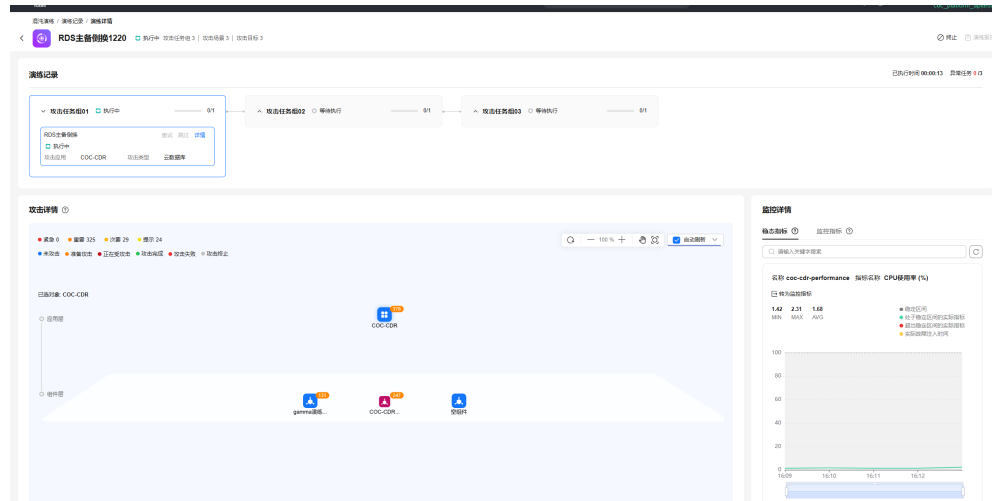 混沌演练 / 演练记录 / 演练详情
RDS主备倒换1220 执行中 攻击任务组 3 | 攻击场景 3 | 攻击目标 3
终止 演练报告
演练记录
已执行时间 00:00:13 异常任务 0 /3
攻击任务组01 执行中 0/1
攻击任务组02 等待执行 0/1
攻击任务组03 等待执行 0/1
RDS主备倒换 重试 跳过 详情
执行中
攻击应用 COC-CDR 攻击类型 云数据库
攻击详情
监控详情
紧急 0 重要 325 次要 29 提示 24
未攻击 准备攻击 正在受攻击 攻击完成 攻击失败 攻击终止
100 %
自动刷新
稳态指标 监控指标
请输入关键字搜索
已选对象: COC-CDR
应用层
378
COC-CDR
组件层
131
gamma演练...
247
COC-CDR...
空组件
名称 coc-cdr-performance 指标名称 CPU使用率 (%)
转为监控指标
1.42 2.31 1.68
MIN MAX AVG
稳定区间
处于稳态区间的实际指标
超出稳态区间的实际指标
实际故障注入时间
100
80
60
40
20
0
16:09 16:10 16:11 16:12